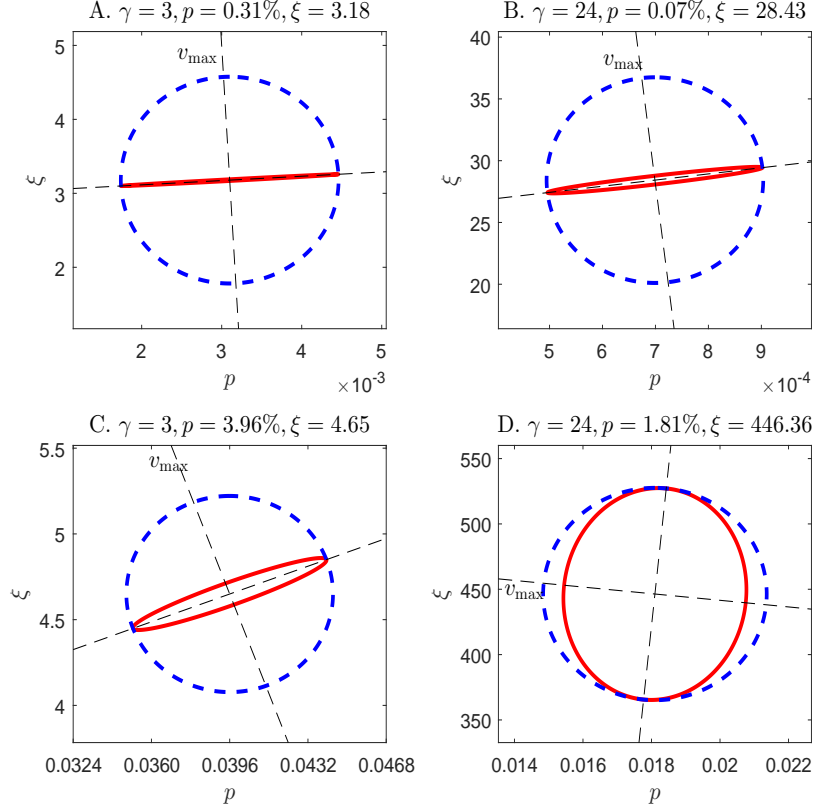 A. γ = 3, p = 0.31%, ξ = 3.18
5
4
3
2
ξ
v_max
2 3 4 5
p
×10^-3
B. γ = 24, p = 0.07%, ξ = 28.43
40
35
30
25
20
ξ
v_max
5 6 7 8 9
p
×10^-4
C. γ = 3, p = 3.96%, ξ = 4.65
5.5
5
4.5
4
ξ
v_max
0.0324 0.0360 0.0396 0.0432 0.0468
p
D. γ = 24, p = 1.81%, ξ = 446.36
550
500
450
400
350
ξ
v_max
0.014 0.016 0.018 0.02 0.022
p